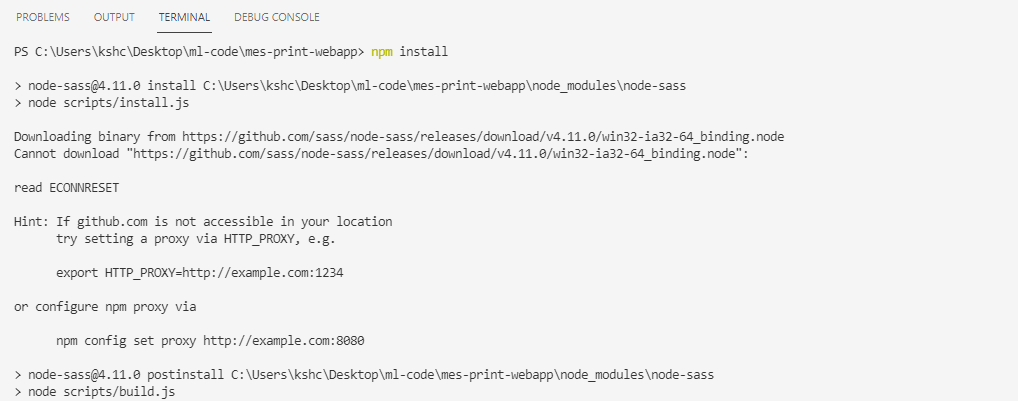 PROBLEMS OUTPUT TERMINAL DEBUG CONSOLE
PS C:\Users\kshc\Desktop\ml-code\mes-print-webapp> npm install
> node-sass@4.11.0 install C:\Users\kshc\Desktop\ml-code\mes-print-webapp\node_modules\node-sass
> node scripts/install.js
Downloading binary from https://github.com/sass/node-sass/releases/download/v4.11.0/win32-ia32-64_binding.node
Cannot download "https://github.com/sass/node-sass/releases/download/v4.11.0/win32-ia32-64_binding.node":
read ECONNRESET
Hint: If github.com is not accessible in your location
try setting a proxy via HTTP_PROXY, e.g.
export HTTP_PROXY=http://example.com:1234
or configure npm proxy via
npm config set proxy http://example.com:8080
> node-sass@4.11.0 postinstall C:\Users\kshc\Desktop\ml-code\mes-print-webapp\node_modules\node-sass
> node scripts/build.js